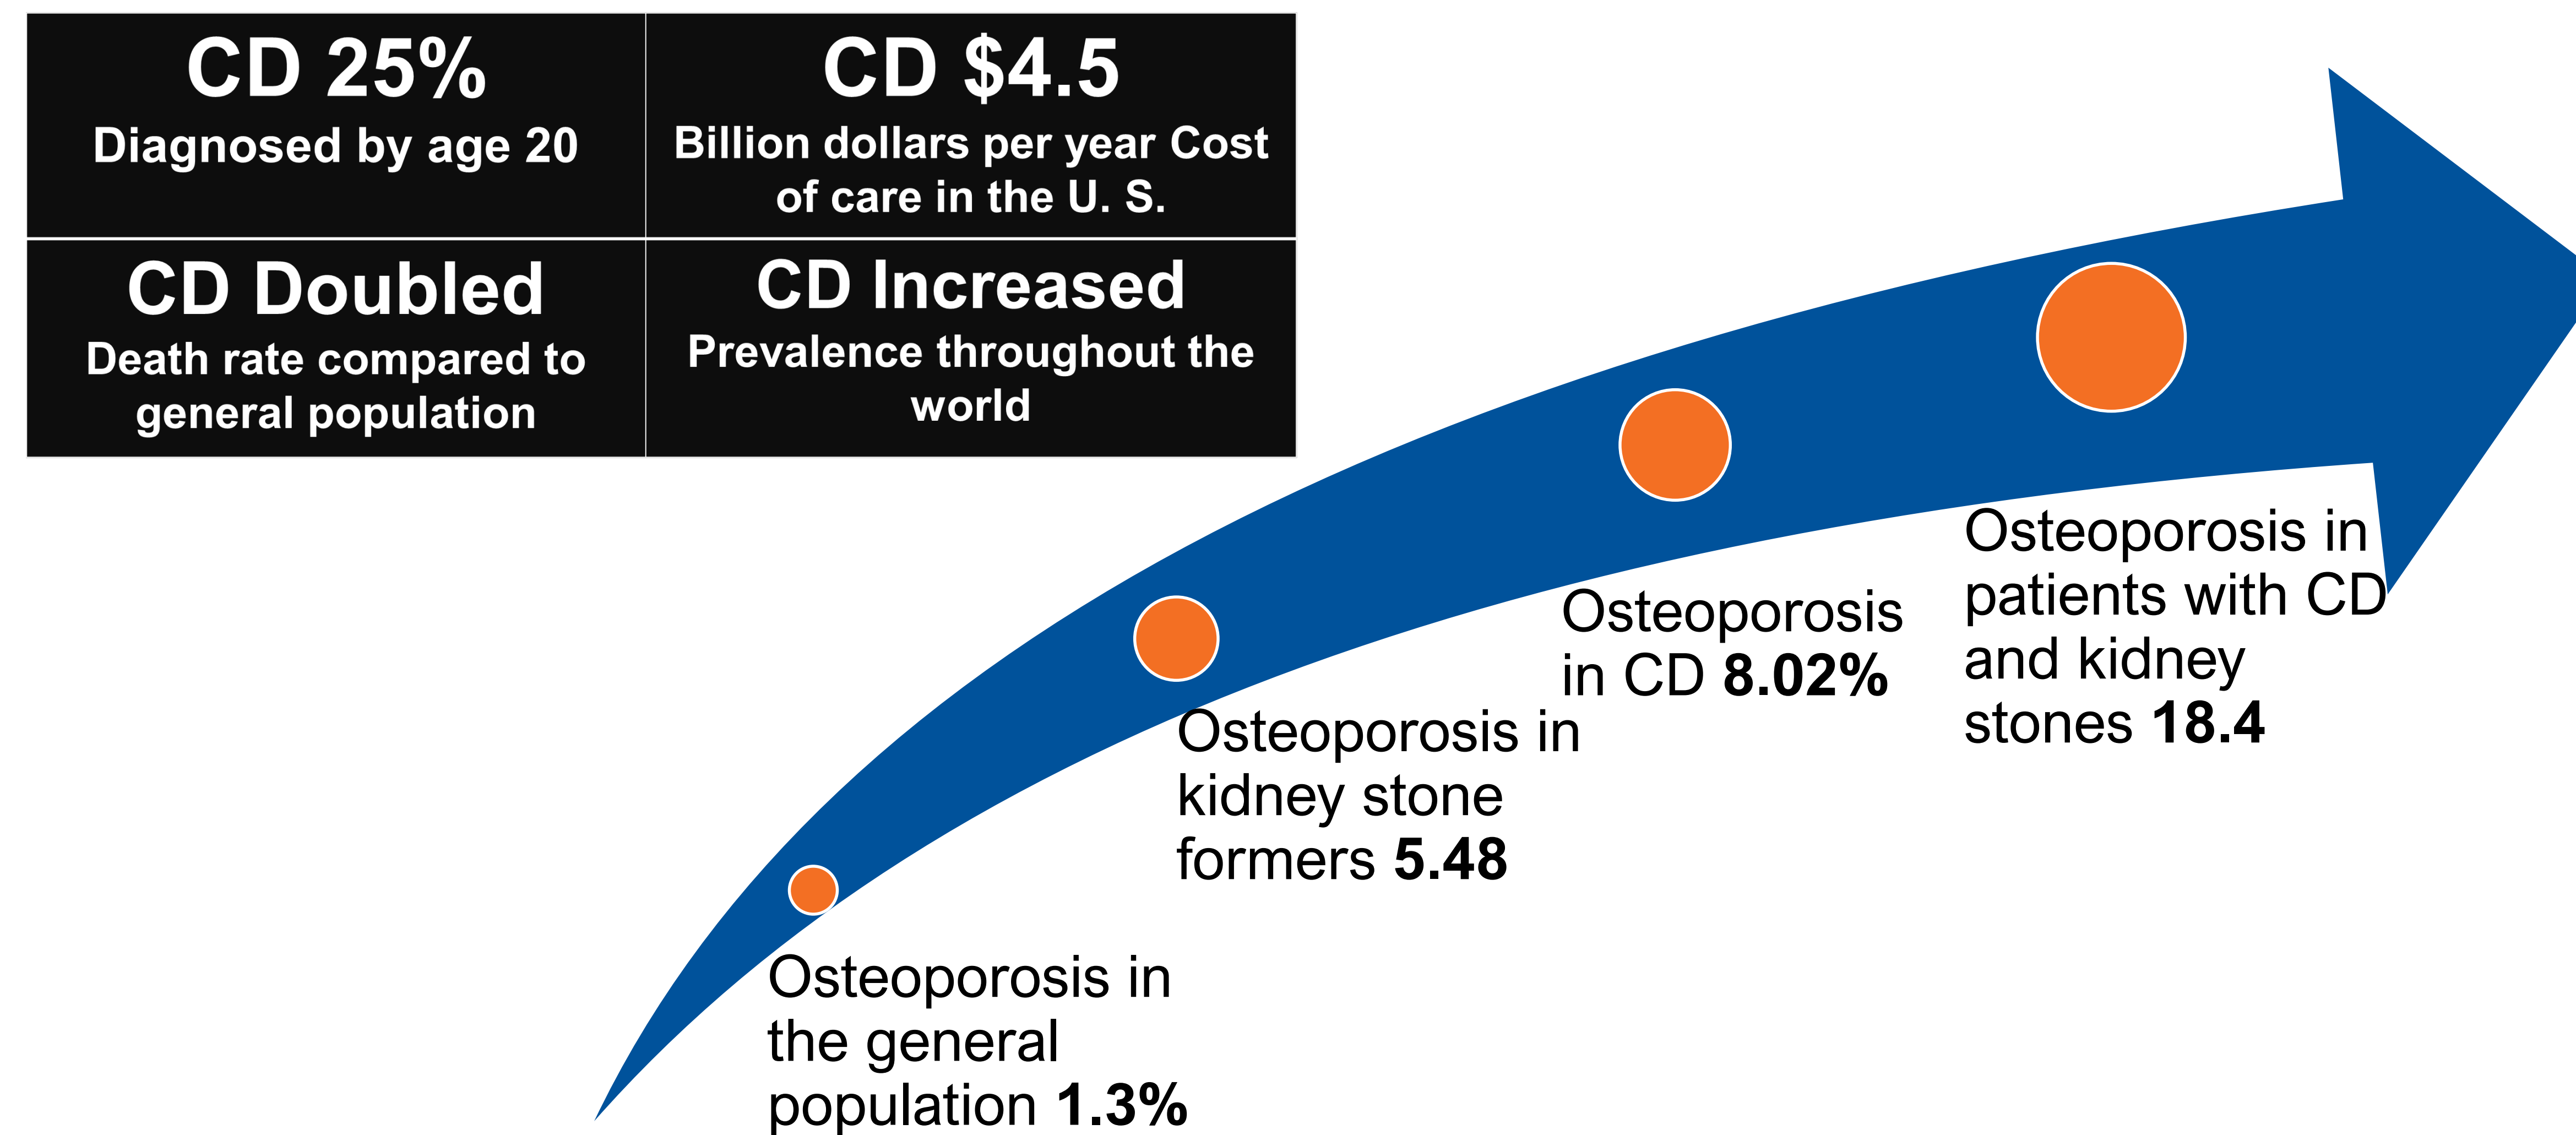 CD 25%
Diagnosed by age 20
CD $4.5
Billion dollars per year Cost
of care in the U. S.
CD Doubled
Death rate compared to
general population
CD Increased
Prevalence throughout the
world
Osteoporosis in
the general
population 1.3%
Osteoporosis in
kidney stone
formers 5.48
Osteoporosis
in CD 8.02%
Osteoporosis in
patients with CD
and kidney
stones 18.4